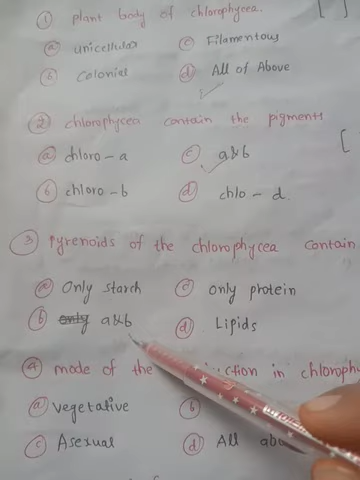 ① plant body of chlorophycea. [ ]
ⓐ unicellular ⓒ Filamentous
ⓑ Colonial ⓓ All of Above
② chlorophycea contain the pigments [
ⓐ chloro - a ⓒ a&b
ⓑ chloro - b ⓓ chlo - d.
③ Pyrenoids of the chlorophycea contain
ⓐ Only starch ⓒ only protein
ⓑ a&b ⓓ Lipids
④ mode of the in
ⓐ vegetative ⓑ
ⓒ Asexual ⓓ All